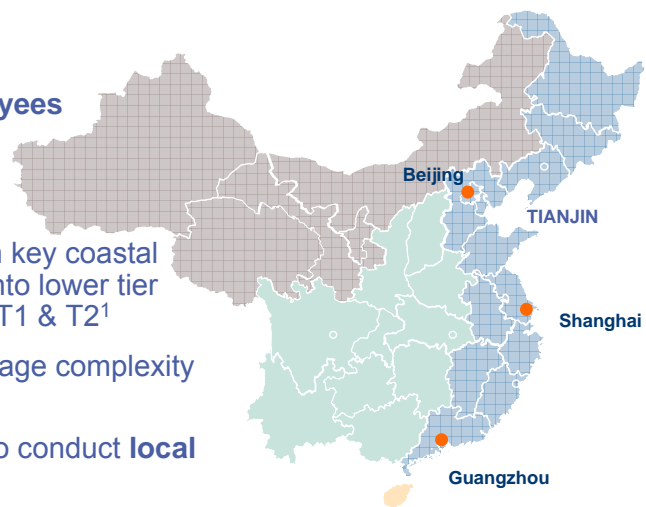 yees
Beijing
TIANJIN
key coastal
nto lower tier
T1 & T2¹
Shanghai
age complexity
o conduct local
Guangzhou